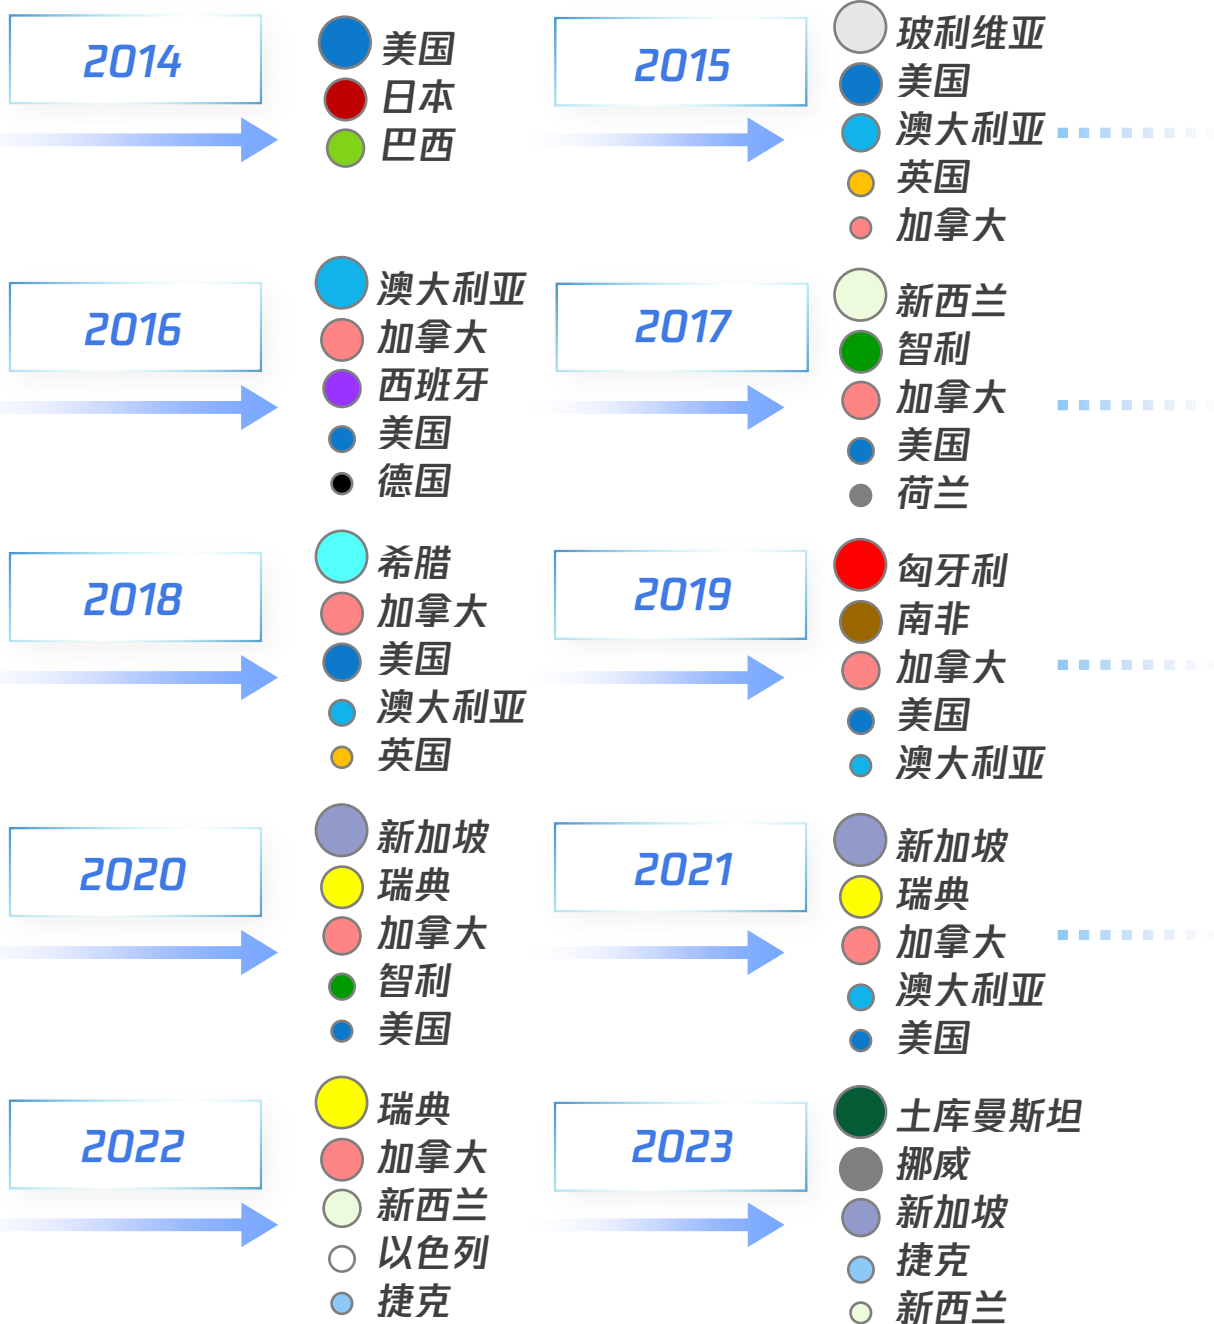 2014
美国
日本
巴西
2015
玻利维亚
美国
澳大利亚
英国
加拿大
2016
澳大利亚
加拿大
西班牙
美国
德国
2017
新西兰
智利
加拿大
美国
荷兰
2018
希腊
加拿大
美国
澳大利亚
英国
2019
匈牙利
南非
加拿大
美国
澳大利亚
2020
新加坡
瑞典
加拿大
智利
美国
2021
新加坡
瑞典
加拿大
澳大利亚
美国
2022
瑞典
加拿大
新西兰
以色列
捷克
2023
土库曼斯坦
挪威
新加坡
捷克
新西兰